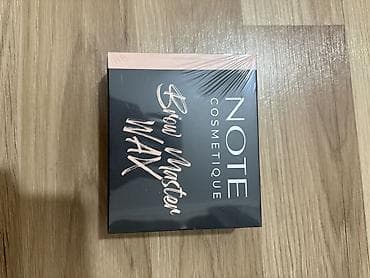 NOTE
COSMETIQUE
Brow Master
WAX